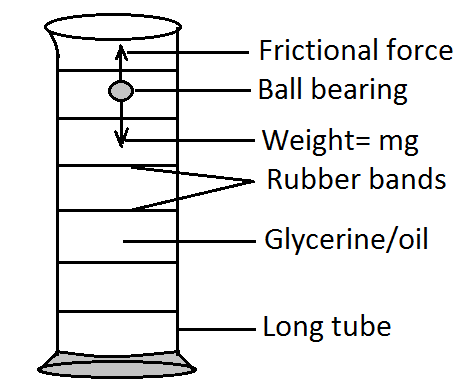 Frictional force
Ball bearing
Weight= mg
Rubber bands
Glycerine/oil
Long tube